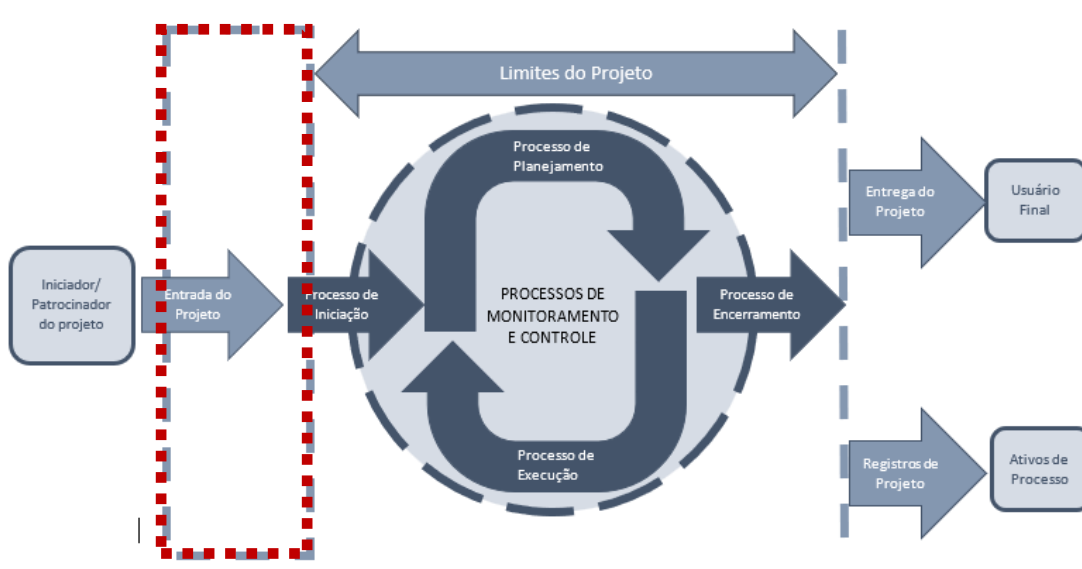 Limites do Projeto
Processo de
Planejamento
Entrega do
Projeto
Usuário
Final
Iniciador/
Patrocinador
do projeto
Entrada do
Projeto
Processo de
Iniciação
PROCESSOS DE
MONITORAMENTO
E CONTROLE
Processo de
Encerramento
Processo de
Execução
Registros de
Projeto
Ativos de
Processo